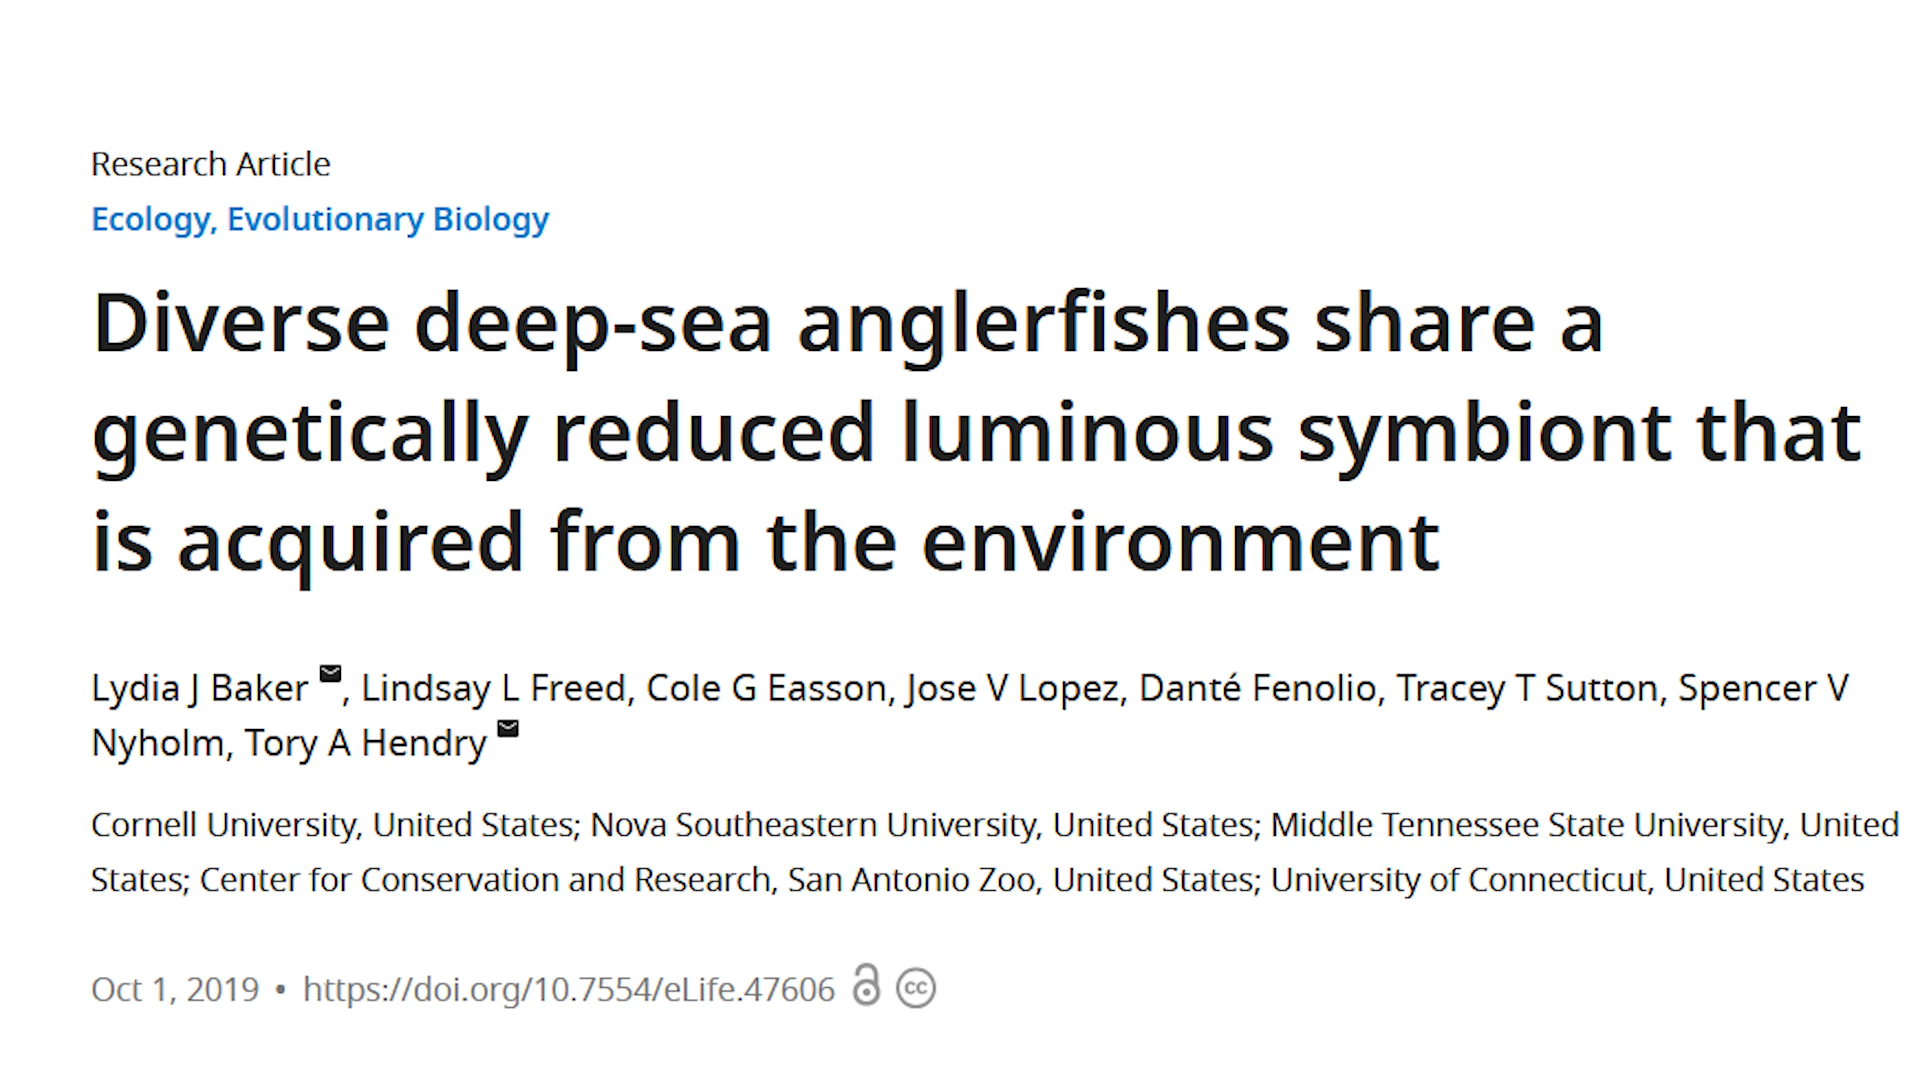 Research Article
Ecology, Evolutionary Biology
Diverse deep-sea anglerfishes share a
genetically reduced luminous symbiont that
is acquired from the environment
Lydia J Baker, Lindsay L Freed, Cole G Easson, Jose V Lopez, Danté Fenolio, Tracey T Sutton, Spencer V
Nyholm, Tory A Hendry
Cornell University, United States; Nova Southeastern University, United States; Middle Tennessee State University, United
States; Center for Conservation and Research, San Antonio Zoo, United States; University of Connecticut, United States
Oct 1, 2019 • https://doi.org/10.7554/eLife.47606 cc